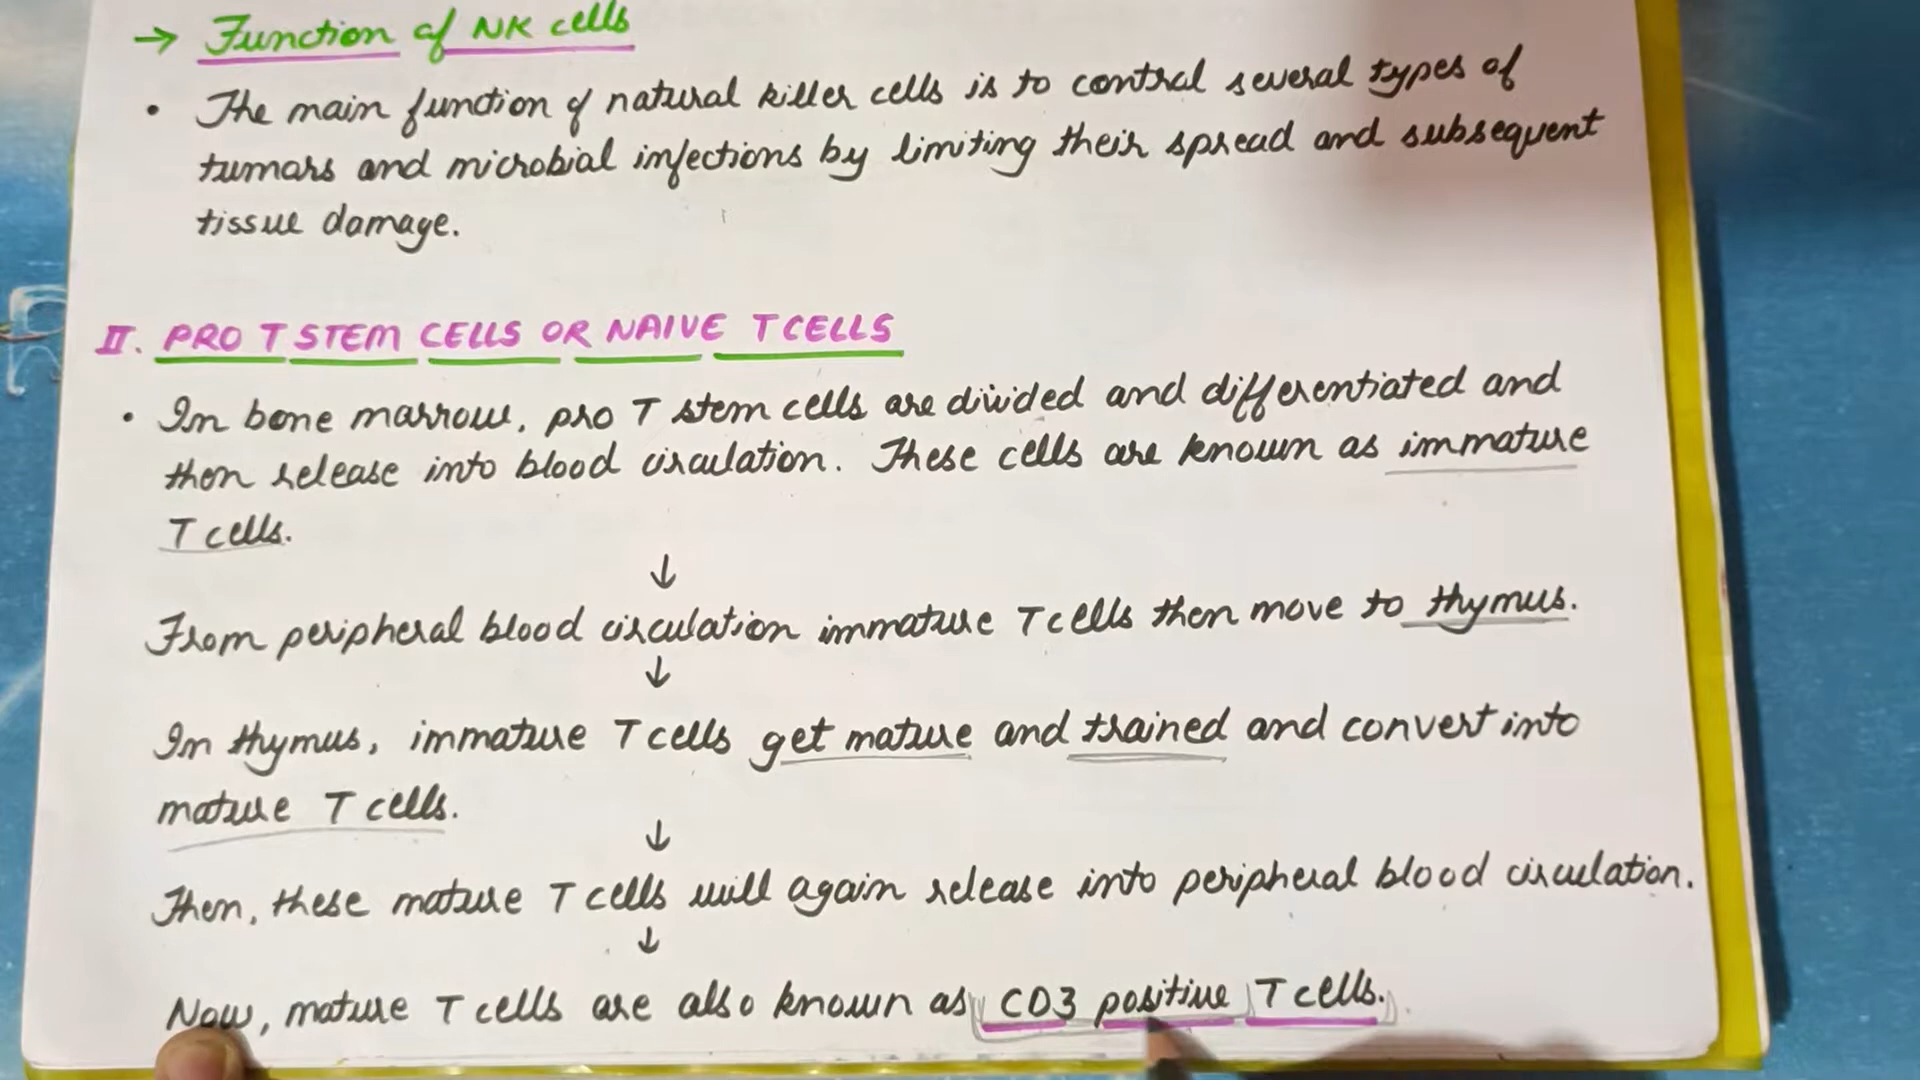 → Function of NK cells
• The main function of natural killer cells is to control several types of
tumars and microbial infections by limiting their spread and subsequent
tissue damage.
II. PRO T STEM CELLS OR NAIVE T CELLS
• In bone marrow, pro T stem cells are divided and differentiated and
then release into blood circulation. These cells are known as immature
T cells.
↓
From peripheral blood circulation immature T cells then move to thymus.
↓
In thymus, immature T cells get mature and trained and convert into
mature T cells.
↓
Then, these mature T cells will again release into peripheral blood circulation.
↓
Now, mature T cells are also known as CD3 positive T cells.